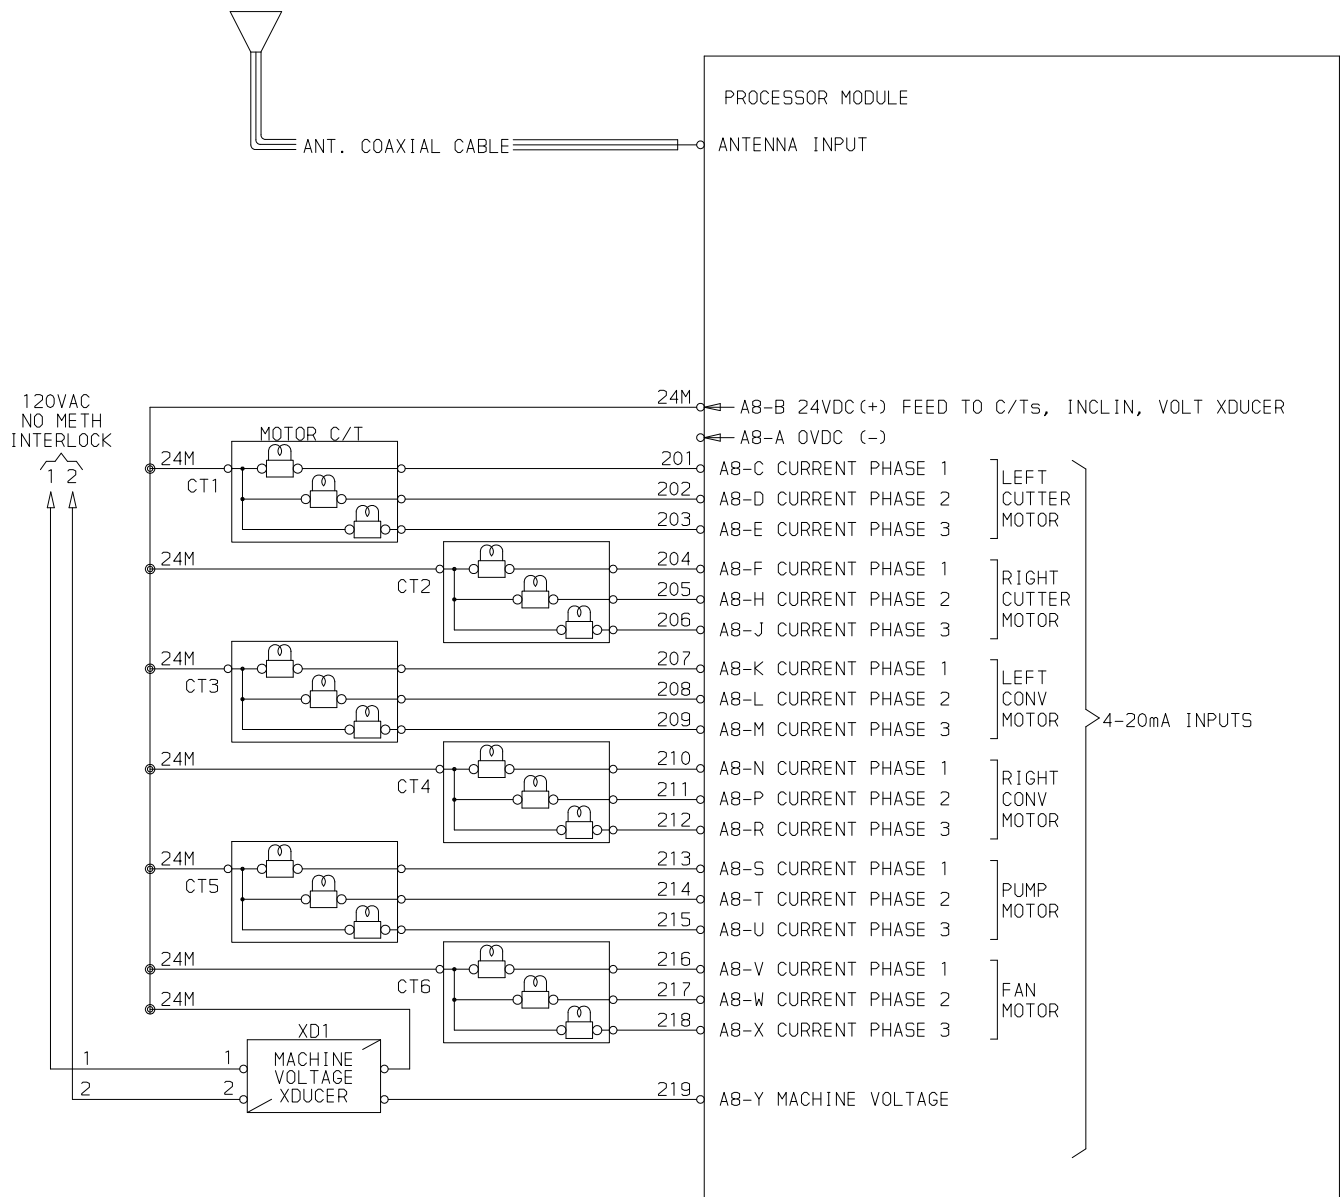 PROCESSOR MODULE
ANT. COAXIAL CABLE
ANTENNA INPUT
120VAC
NO METH
INTERLOCK
1 2
24M
A8-B 24VDC(+) FEED TO C/Ts, INCLIN, VOLT XDUCER
A8-A 0VDC (-)
MOTOR C/T
24M
CT1
201
A8-C CURRENT PHASE 1
202
A8-D CURRENT PHASE 2
203
A8-E CURRENT PHASE 3
LEFT
CUTTER
MOTOR
24M
CT2
204
A8-F CURRENT PHASE 1
205
A8-H CURRENT PHASE 2
206
A8-J CURRENT PHASE 3
RIGHT
CUTTER
MOTOR
24M
CT3
207
A8-K CURRENT PHASE 1
208
A8-L CURRENT PHASE 2
209
A8-M CURRENT PHASE 3
LEFT
CONV
MOTOR
4-20mA INPUTS
24M
CT4
210
A8-N CURRENT PHASE 1
211
A8-P CURRENT PHASE 2
212
A8-R CURRENT PHASE 3
RIGHT
CONV
MOTOR
24M
CT5
213
A8-S CURRENT PHASE 1
214
A8-T CURRENT PHASE 2
215
A8-U CURRENT PHASE 3
PUMP
MOTOR
24M
CT6
216
A8-V CURRENT PHASE 1
217
A8-W CURRENT PHASE 2
218
A8-X CURRENT PHASE 3
FAN
MOTOR
24M
XD1
1
1
MACHINE
VOLTAGE
XDUCER
2
2
219
A8-Y MACHINE VOLTAGE